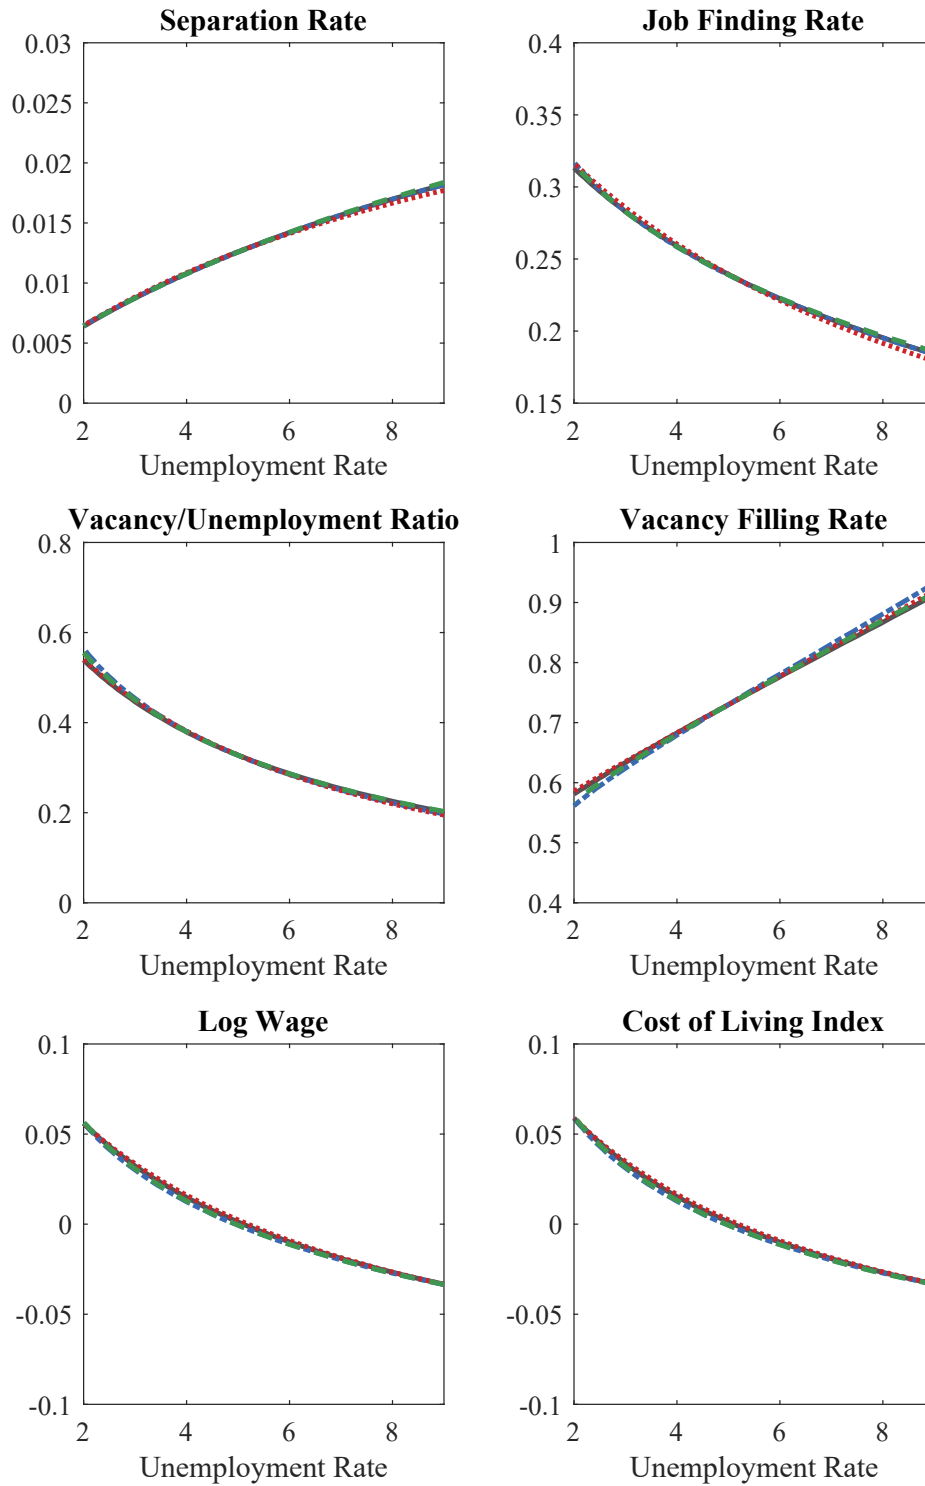 Separation Rate
0.03
0.025
0.02
0.015
0.01
0.005
0
2 4 6 8
Unemployment Rate
Job Finding Rate
0.4
0.35
0.3
0.25
0.2
0.15
2 4 6 8
Unemployment Rate
Vacancy/Unemployment Ratio
0.8
0.6
0.4
0.2
0
2 4 6 8
Unemployment Rate
Vacancy Filling Rate
1
0.9
0.8
0.7
0.6
0.5
0.4
2 4 6 8
Unemployment Rate
Log Wage
0.1
0.05
0
-0.05
-0.1
2 4 6 8
Unemployment Rate
Cost of Living Index
0.1
0.05
0
-0.05
-0.1
2 4 6 8
Unemployment Rate